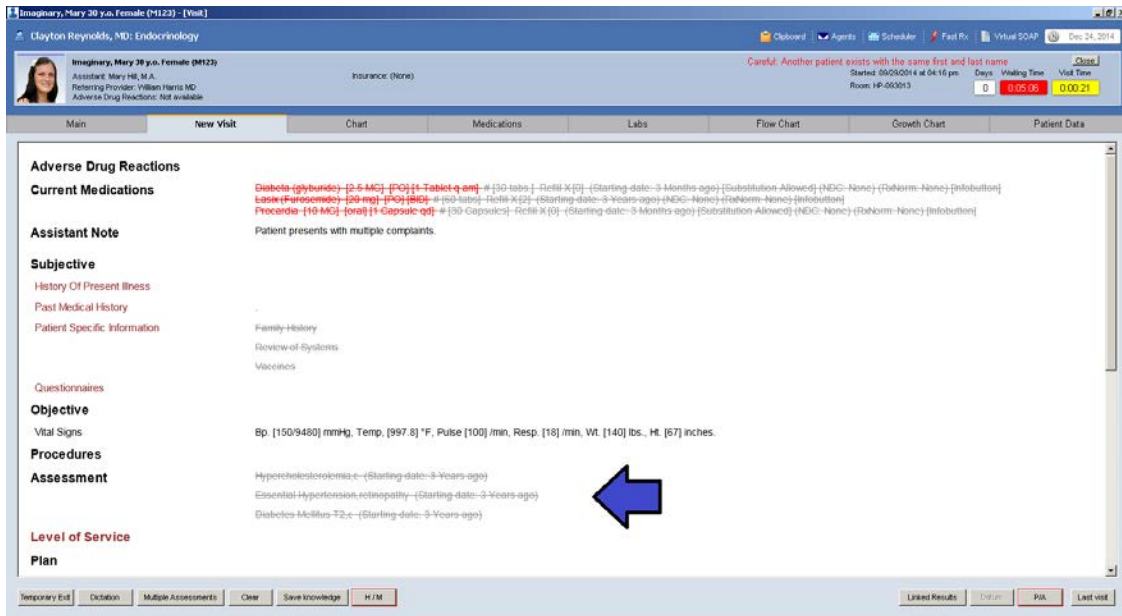 Imaginary, Mary 30 y.o. Female (M123) - [Visit]
Clayton Reynolds, MD: Endocrinology
Clipboard Agents Scheduler Fast Rx Virtual SOAP Dec 24, 2014
Imaginary, Mary 30 y.o. Female (M123)
Careful: Another patient exists with the same first and last name
Close
Assistant: Mary Hill, M.A.
Insurance: (None)
Started: 09/29/2014 at 04:16 pm Days Waiting Time Visit Time
Referring Provider: William Harris MD
Room: HP-093013
0 0:05:06 0:00:21
Adverse Drug Reactions: Not available
Main New Visit Chart Medications Labs Flow Chart Growth Chart Patient Data
Adverse Drug Reactions
Current Medications
Diabeta (glyburide) [2.5 MG] [PO] [1 Tablet q am] # [30 tabs ] Refill X [0] (Starting date: 3 Months ago) [Substitution Allowed] (NDC: None) (RxNorm: None) [Infobutton]
Lasix (Furosemide) [20 mg] [PO] [BID] # [60 tabs] Refill X [2] (Starting date: 3 Years ago) (NDC: None) (RxNorm: None) [Infobutton]
Procardia [10 MG] [oral] [1 Capsule qd] # [30 Capsules] Refill X [0] (Starting date: 3 Months ago) [Substitution Allowed] (NDC: None) (RxNorm: None) [Infobutton]
Assistant Note
Patient presents with multiple complaints.
Subjective
History Of Present Illness
Past Medical History
.
Patient Specific Information
Family History
Review of Systems
Vaccines
Questionnaires
Objective
Vital Signs
Bp. [150/9480] mmHg, Temp, [997.8] °F, Pulse [100] /min, Resp. [18] /min, Wt. [140] lbs., Ht. [67] inches.
Procedures
Assessment
Hypercholesterolemia,c (Starting date: 3 Years ago)
Essential Hypertension,retinopathy (Starting date: 3 Years ago)
Diabetes Mellitus T2,c (Starting date: 3 Years ago)
Level of Service
Plan
Temporary Exit Dictation Multiple Assessments Clear Save knowledge H / M Linked Results P/A Last visit